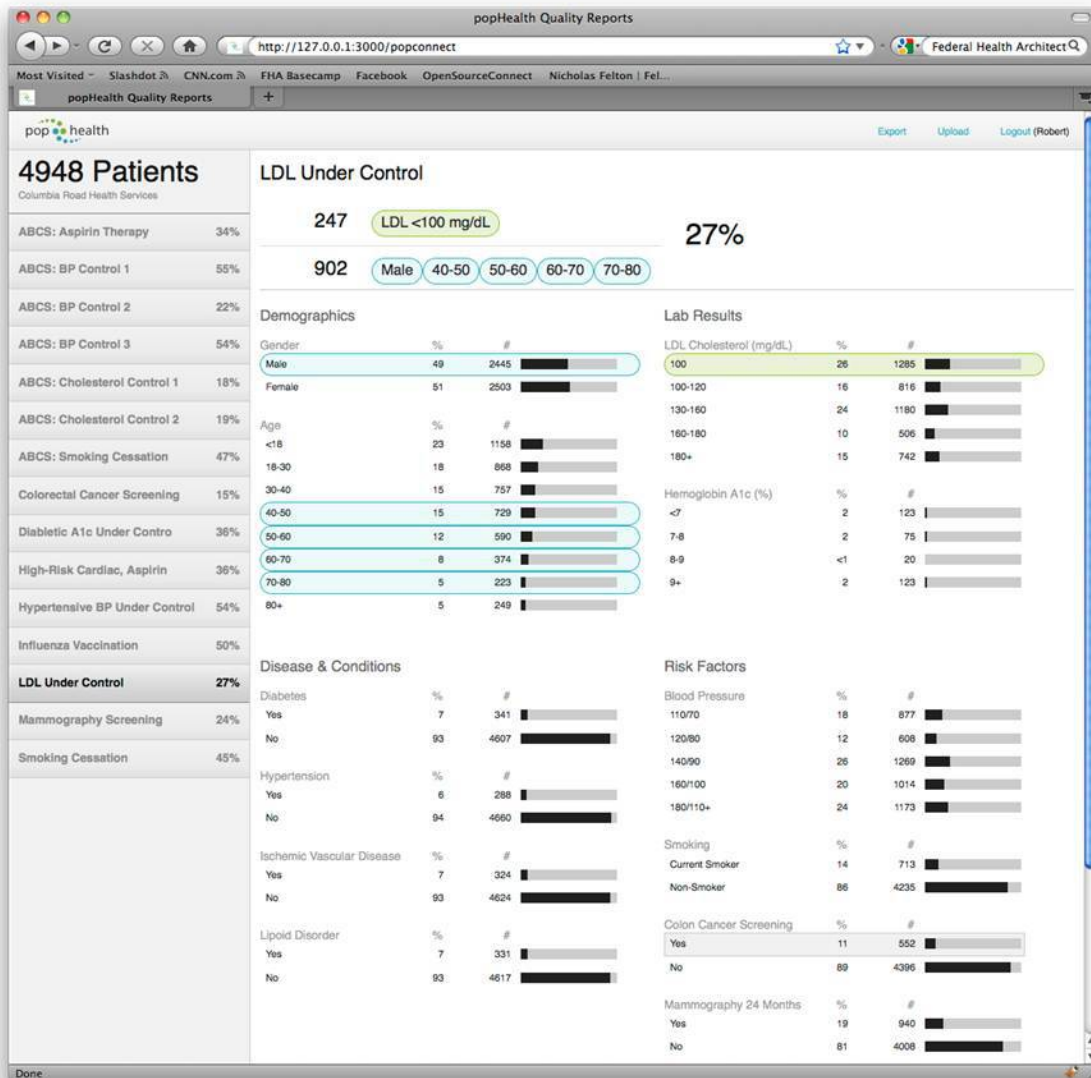 popHealth Quality Reports
http://127.0.0.1:3000/popconnect
Federal Health Architect
Most Visited Slashdot CNN.com FHA Basecamp Facebook OpenSourceConnect Nicholas Felton | Fel...
popHealth Quality Reports +
pop health Export Upload Logout (Robert)
4948 Patients
Columbia Road Health Services
ABCS: Aspirin Therapy 34%
ABCS: BP Control 1 55%
ABCS: BP Control 2 22%
ABCS: BP Control 3 54%
ABCS: Cholesterol Control 1 18%
ABCS: Cholesterol Control 2 19%
ABCS: Smoking Cessation 47%
Colorectal Cancer Screening 15%
Diabletic A1c Under Contro 36%
High-Risk Cardiac, Aspirin 36%
Hypertensive BP Under Control 54%
Influenza Vaccination 50%
LDL Under Control 27%
Mammography Screening 24%
Smoking Cessation 45%
LDL Under Control
247 LDL <100 mg/dL
27%
902 Male 40-50 50-60 60-70 70-80
Demographics
Gender % #
Male 49 2445
Female 51 2503
Age % #
<18 23 1158
18-30 18 868
30-40 15 757
40-50 15 729
50-60 12 590
60-70 8 374
70-80 5 223
80+ 5 249
Lab Results
LDL Cholesterol (mg/dL) % #
100 26 1285
100-120 16 816
130-160 24 1180
160-180 10 506
180+ 15 742
Hemoglobin A1c (%) % #
<7 2 123
7-8 2 75
8-9 <1 20
9+ 2 123
Disease & Conditions
Diabetes % #
Yes 7 341
No 93 4607
Hypertension % #
Yes 6 288
No 94 4660
Ischemic Vascular Disease % #
Yes 7 324
No 93 4624
Lipoid Disorder % #
Yes 7 331
No 93 4617
Risk Factors
Blood Pressure % #
110/70 18 877
120/80 12 608
140/90 26 1269
160/100 20 1014
180/110+ 24 1173
Smoking % #
Current Smoker 14 713
Non-Smoker 86 4235
Colon Cancer Screening % #
Yes 11 552
No 89 4396
Mammography 24 Months % #
Yes 19 940
No 81 4008
Done